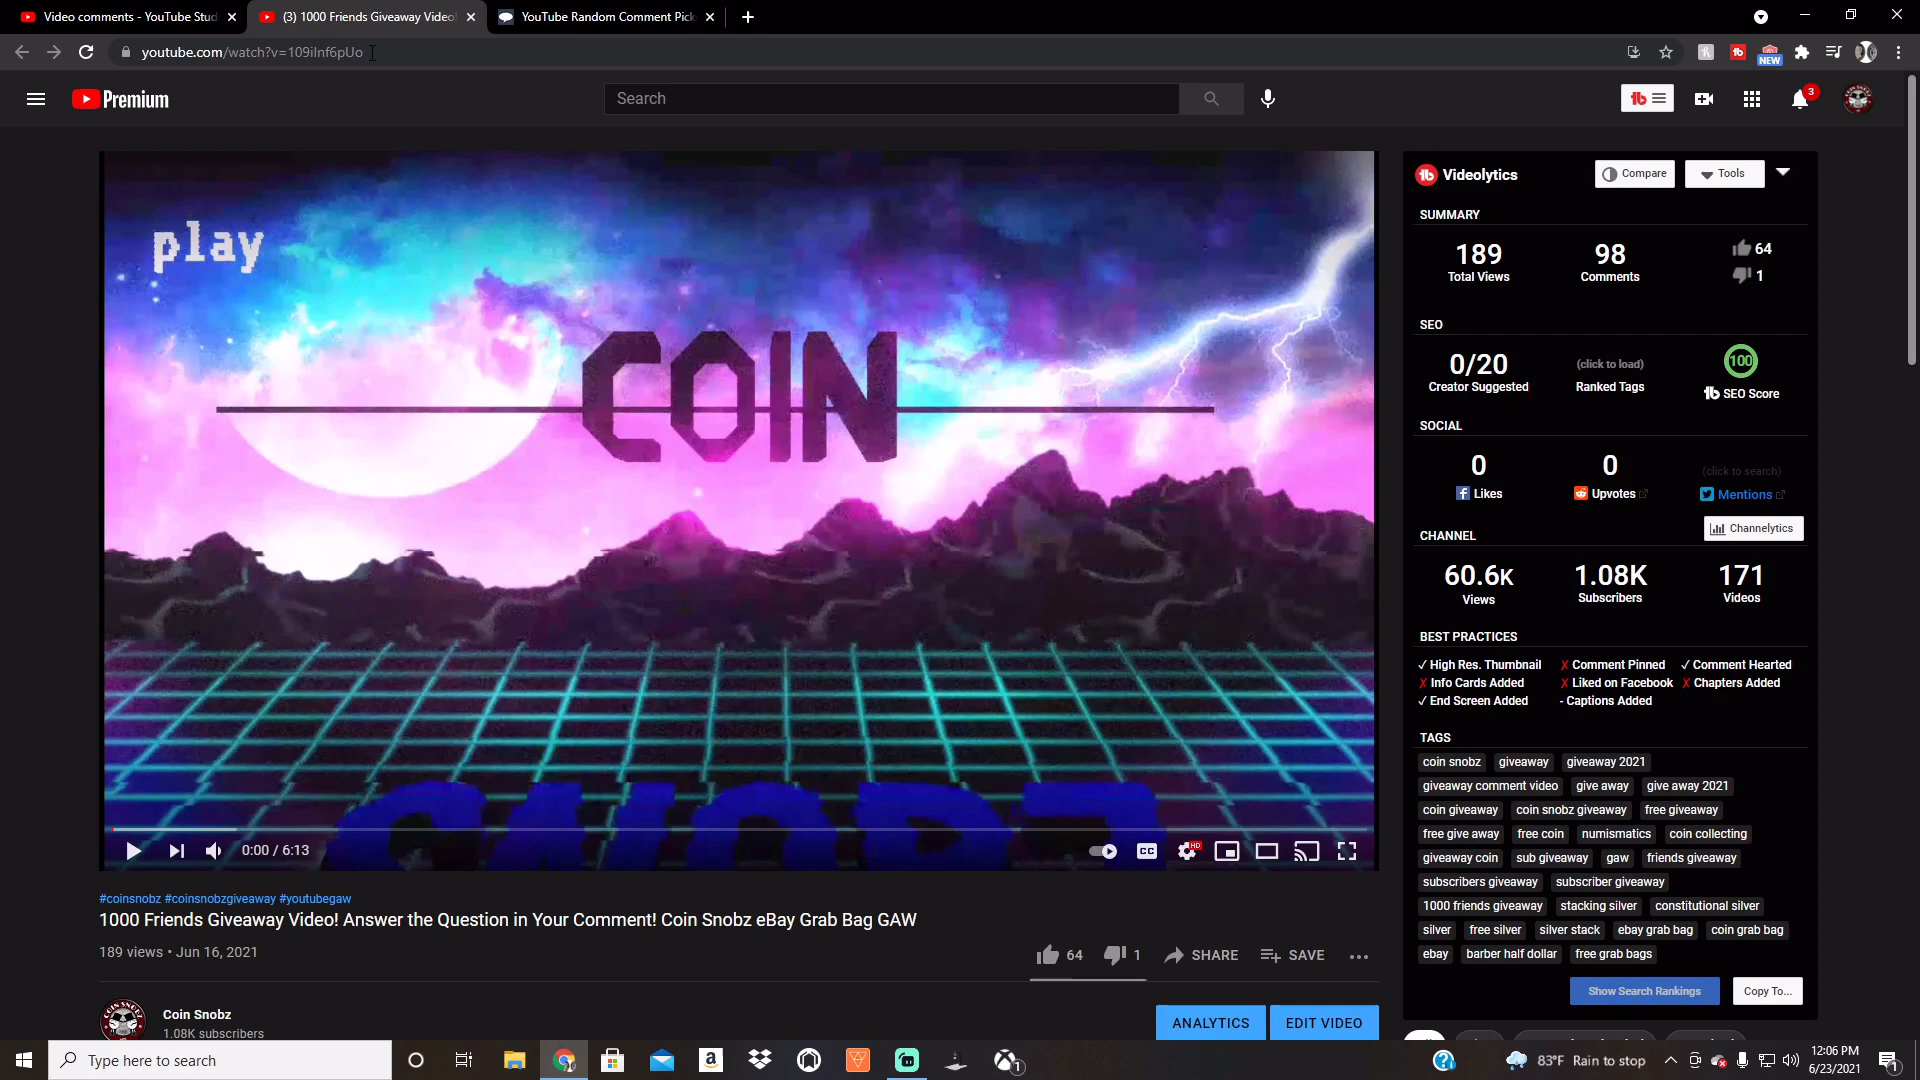 Video comments - YouTube Stud
(3) 1000 Friends Giveaway Video!
YouTube Random Comment Pick
youtube.com/watch?v=109iInf6pUo
NEW
Premium
Search
3
play
COIN
0:00 / 6:13
CC
HD
#coinsnobz #coinsnobzgiveaway #youtubegaw
1000 Friends Giveaway Video! Answer the Question in Your Comment! Coin Snobz eBay Grab Bag GAW
189 views • Jun 16, 2021
64
1
SHARE
SAVE
Coin Snobz
1.08K subscribers
ANALYTICS
EDIT VIDEO
Videolytics
Compare
Tools
SUMMARY
189
Total Views
98
Comments
64
1
SEO
0/20
Creator Suggested
(click to load)
Ranked Tags
100
SEO Score
SOCIAL
0
Likes
0
Upvotes
(click to search)
Mentions
CHANNEL
Channelytics
60.6K
Views
1.08K
Subscribers
171
Videos
BEST PRACTICES
✓ High Res. Thumbnail
✗ Comment Pinned
✓ Comment Hearted
✗ Info Cards Added
✗ Liked on Facebook
✗ Chapters Added
✓ End Screen Added
- Captions Added
TAGS
coin snobz giveaway giveaway 2021
giveaway comment video give away give away 2021
coin giveaway coin snobz giveaway free giveaway
free give away free coin numismatics coin collecting
giveaway coin sub giveaway gaw friends giveaway
subscribers giveaway subscriber giveaway
1000 friends giveaway stacking silver constitutional silver
silver free silver silver stack ebay grab bag coin grab bag
ebay barber half dollar free grab bags
Show Search Rankings
Copy To...
Type here to search
1
83°F Rain to stop
12:06 PM
6/23/2021
1